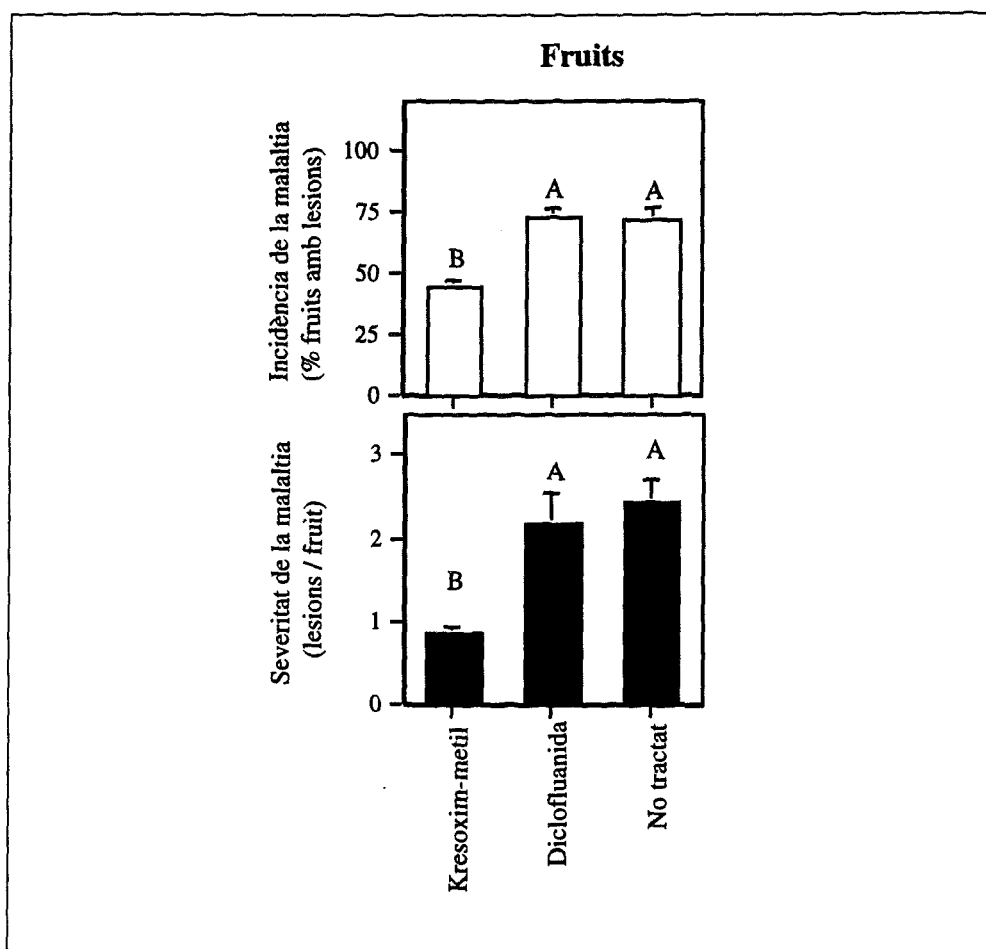 Fruits
Incidència de la malaltia
(% fruits amb lesions)
100
75
50
25
0
B
A
A
Severitat de la malaltia
(lesions / fruit)
3
2
1
0
B
A
A
Kresoxim-metil
Diclofluanida
No tractat